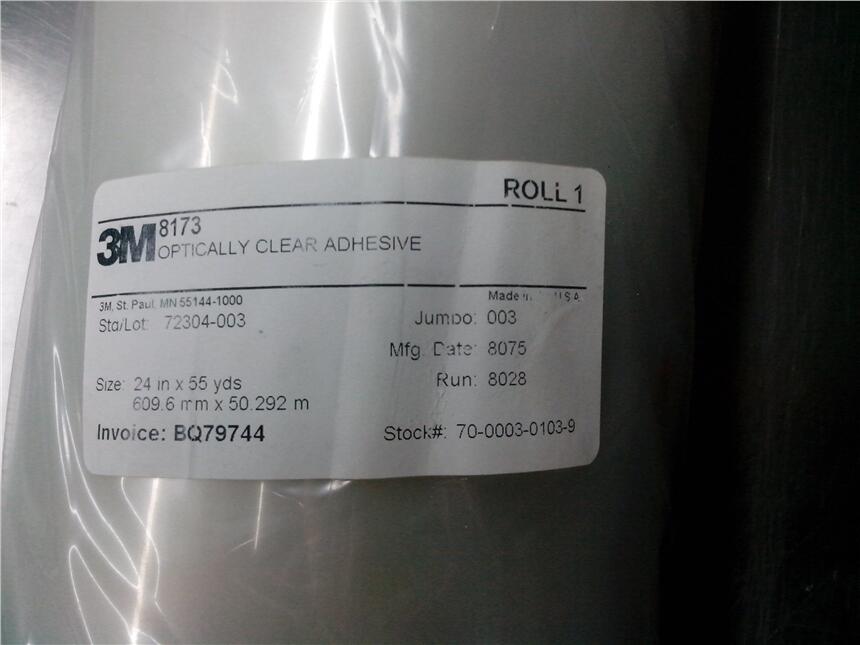 ROLL 1
3M 8173
OPTICALLY CLEAR ADHESIVE
3M, St. Paul, MN 55144-1000
Made in U.S.A.
Sta/Lot: 72304-003
Jumbo: 003
Mfg. Date: 8075
Size: 24 in x 55 yds
Run: 8028
609.6 mm x 50.292 m
Invoice: BQ79744
Stock#: 70-0003-0103-9